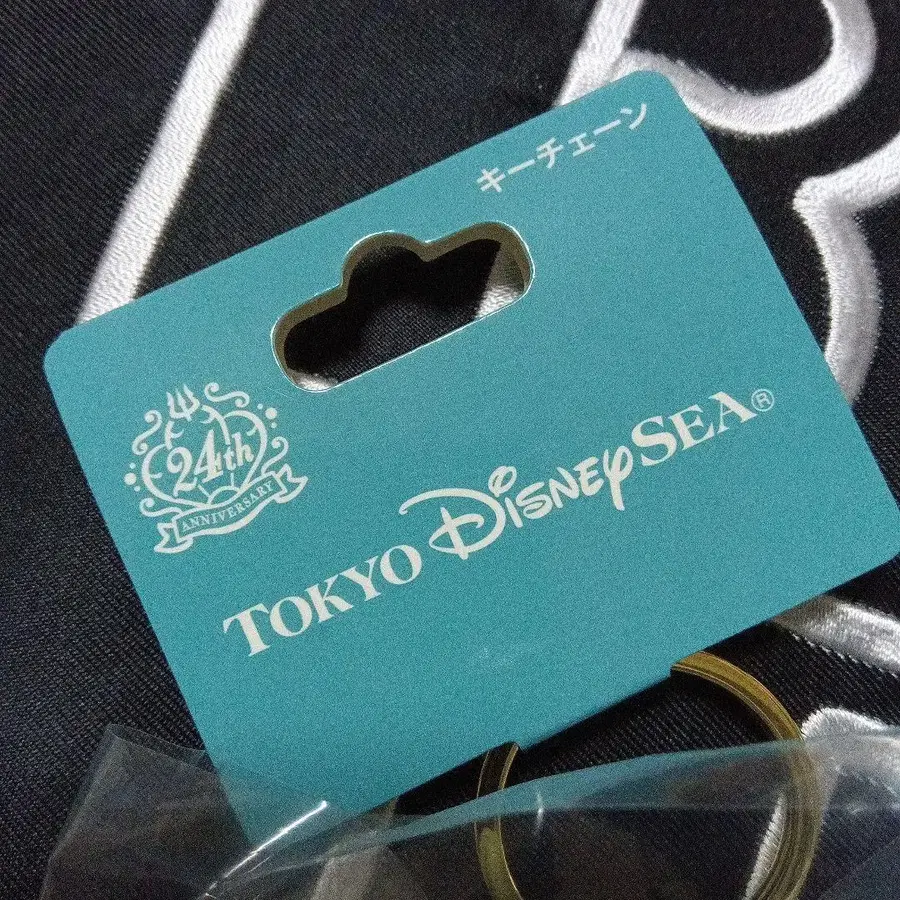 キーチェーン
24th
ANNIVERSARY
TOKYO DISNEYSEA®